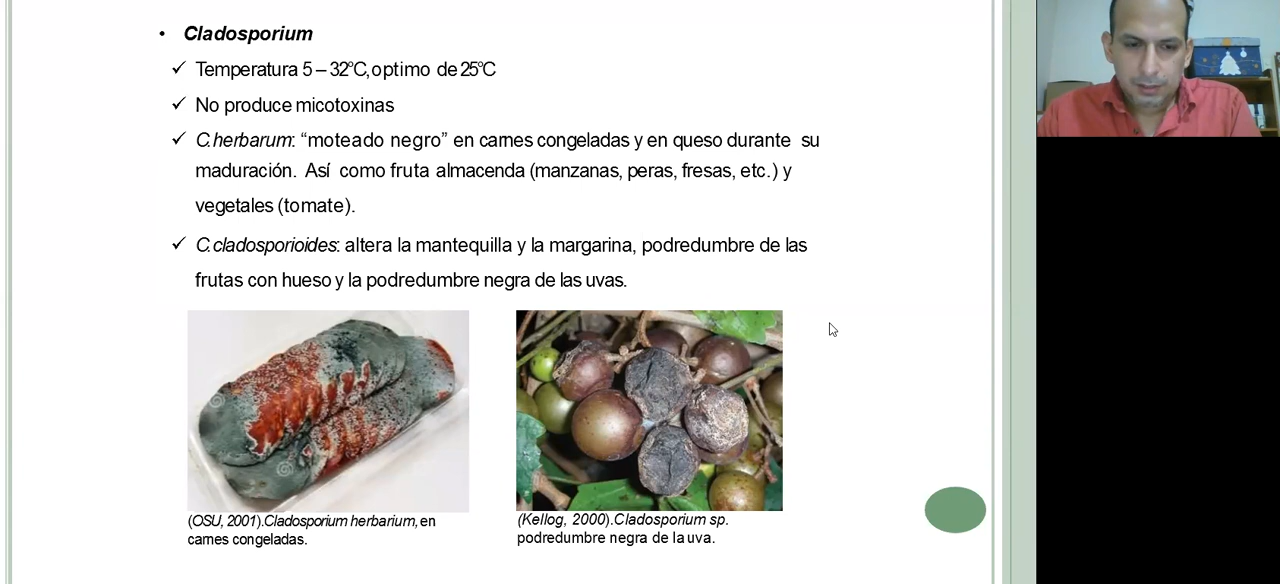 • Cladosporium
✓ Temperatura 5 – 32°C, optimo de 25°C
✓ No produce micotoxinas
✓ C. herbarum: “moteado negro” en carnes congeladas y en queso durante su
maduración. Así como fruta almacenda (manzanas, peras, fresas, etc.) y
vegetales (tomate).
✓ C. cladosporioides: altera la mantequilla y la margarina, podredumbre de las
frutas con hueso y la podredumbre negra de las uvas.
(OSU, 2001). Cladosporium herbarium, en
carnes congeladas.
(Kellog, 2000). Cladosporium sp.
podredumbre negra de la uva.